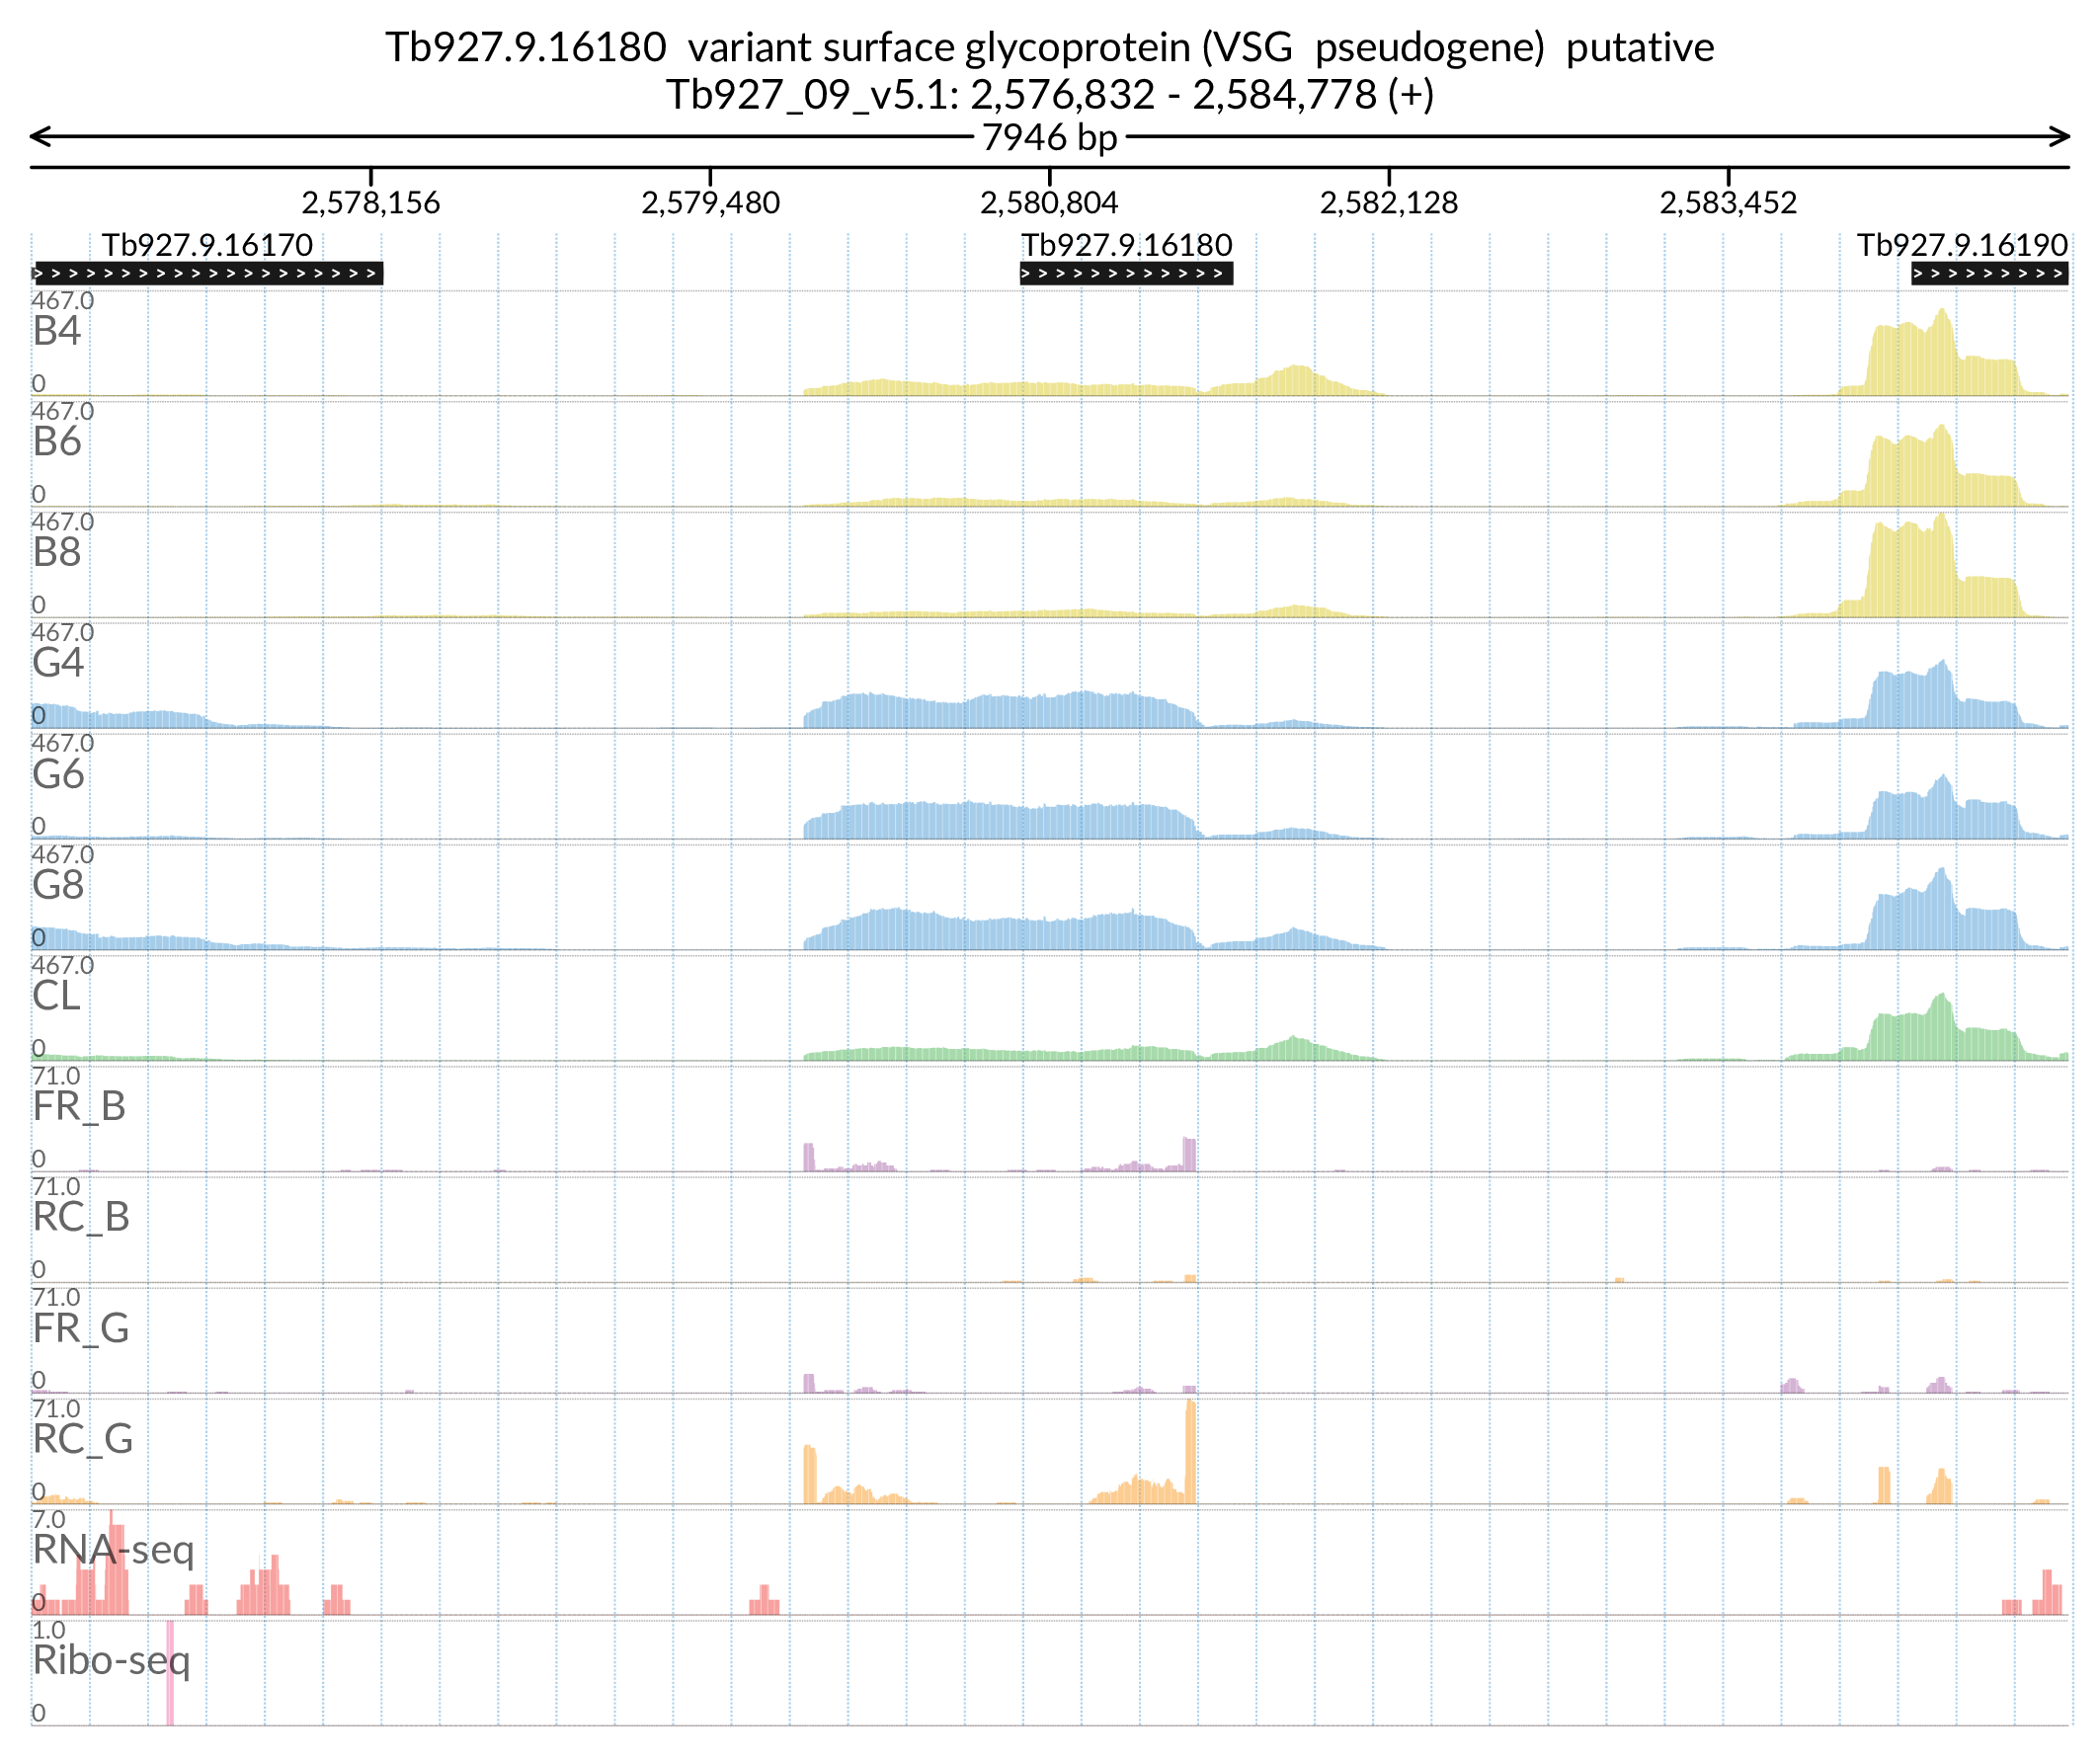 Tb927.9.16180  variant surface glycoprotein (VSG  pseudogene)  putative
Tb927_09_v5.1: 2,576,832 - 2,584,778 (+)
7946 bp
2,578,156 2,579,480 2,580,804 2,582,128 2,583,452
Tb927.9.16170 Tb927.9.16180 Tb927.9.16190
467.0
B4
0
467.0
B6
0
467.0
B8
0
467.0
G4
0
467.0
G6
0
467.0
G8
0
467.0
CL
0
71.0
FR_B
0
71.0
RC_B
0
71.0
FR_G
0
71.0
RC_G
0
7.0
RNA-seq
0
1.0
Ribo-seq
0